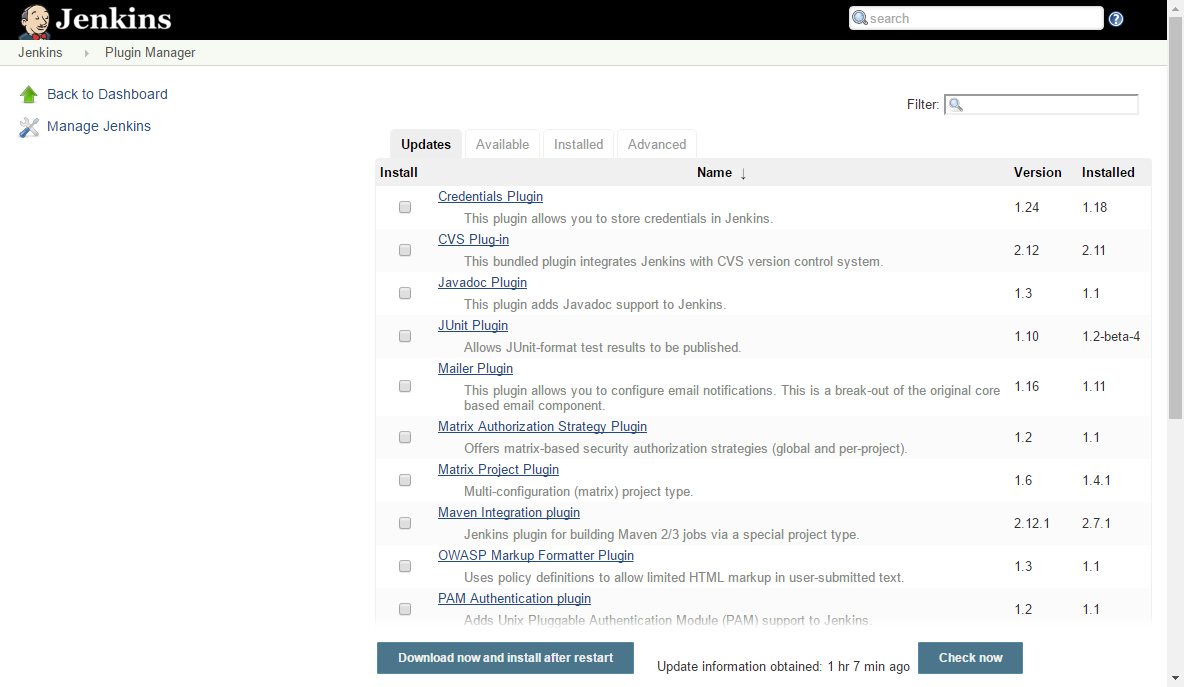 Jenkins
search
Jenkins Plugin Manager
Back to Dashboard
Manage Jenkins
Filter:
Updates Available Installed Advanced
Install Name ↓ Version Installed
Credentials Plugin
This plugin allows you to store credentials in Jenkins.
1.24 1.18
CVS Plug-in
This bundled plugin integrates Jenkins with CVS version control system.
2.12 2.11
Javadoc Plugin
This plugin adds Javadoc support to Jenkins.
1.3 1.1
JUnit Plugin
Allows JUnit-format test results to be published.
1.10 1.2-beta-4
Mailer Plugin
This plugin allows you to configure email notifications. This is a break-out of the original core
based email component.
1.16 1.11
Matrix Authorization Strategy Plugin
Offers matrix-based security authorization strategies (global and per-project).
1.2 1.1
Matrix Project Plugin
Multi-configuration (matrix) project type.
1.6 1.4.1
Maven Integration plugin
Jenkins plugin for building Maven 2/3 jobs via a special project type.
2.12.1 2.7.1
OWASP Markup Formatter Plugin
Uses policy definitions to allow limited HTML markup in user-submitted text.
1.3 1.1
PAM Authentication plugin
Adds Unix Pluggable Authentication Module (PAM) support to Jenkins.
1.2 1.1
Download now and install after restart Update information obtained: 1 hr 7 min ago Check now